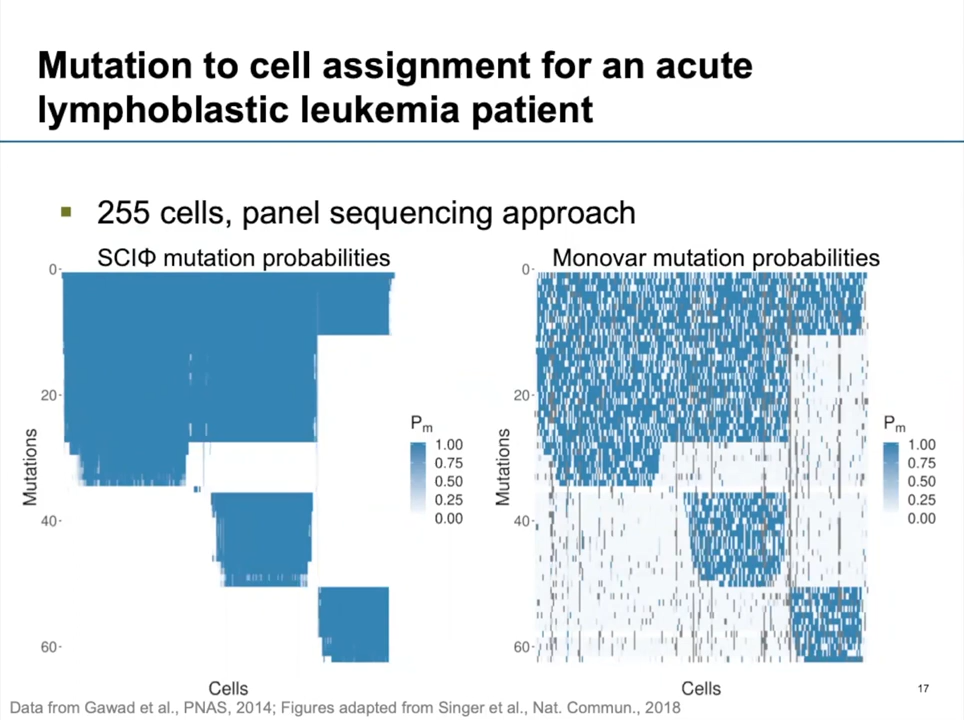 Mutation to cell assignment for an acute
lymphoblastic leukemia patient
255 cells, panel sequencing approach
SCIΦ mutation probabilities
0
20
40
60
Mutations
Cells
Pm
1.00
0.75
0.50
0.25
0.00
Monovar mutation probabilities
0
20
40
60
Mutations
Cells
Pm
1.00
0.75
0.50
0.25
0.00
17
Data from Gawad et al., PNAS, 2014; Figures adapted from Singer et al., Nat. Commun., 2018